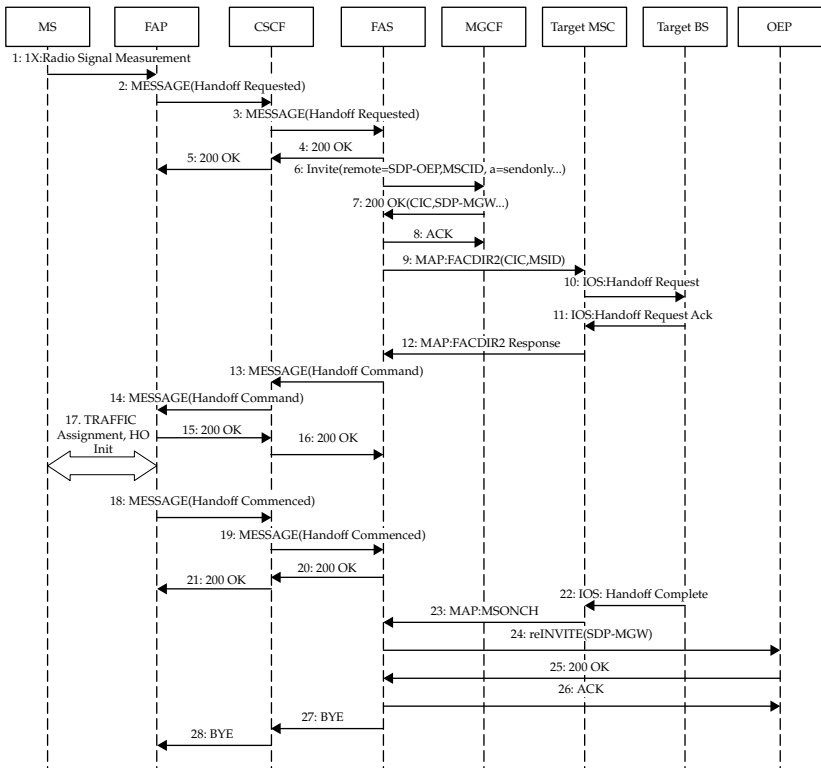 MS
FAP
CSCF
FAS
MGCF
Target MSC
Target BS
OEP
1: 1X:Radio Signal Measurement
2: MESSAGE(Handoff Requested)
3: MESSAGE(Handoff Requested)
4: 200 OK
5: 200 OK
6: Invite(remote=SDP-OEP,MSCID, a=sendonly...)
7: 200 OK(CIC,SDP-MGW...)
8: ACK
9: MAP:FACDIR2(CIC,MSID)
10: IOS:Handoff Request
11: IOS:Handoff Request Ack
12: MAP:FACDIR2 Response
13: MESSAGE(Handoff Command)
14: MESSAGE(Handoff Command)
15: 200 OK
16: 200 OK
17. TRAFFIC
Assignment, HO
Init
18: MESSAGE(Handoff Commenced)
19: MESSAGE(Handoff Commenced)
20: 200 OK
21: 200 OK
22: IOS: Handoff Complete
23: MAP:MSONCH
24: reINVITE(SDP-MGW)
25: 200 OK
26: ACK
27: BYE
28: BYE